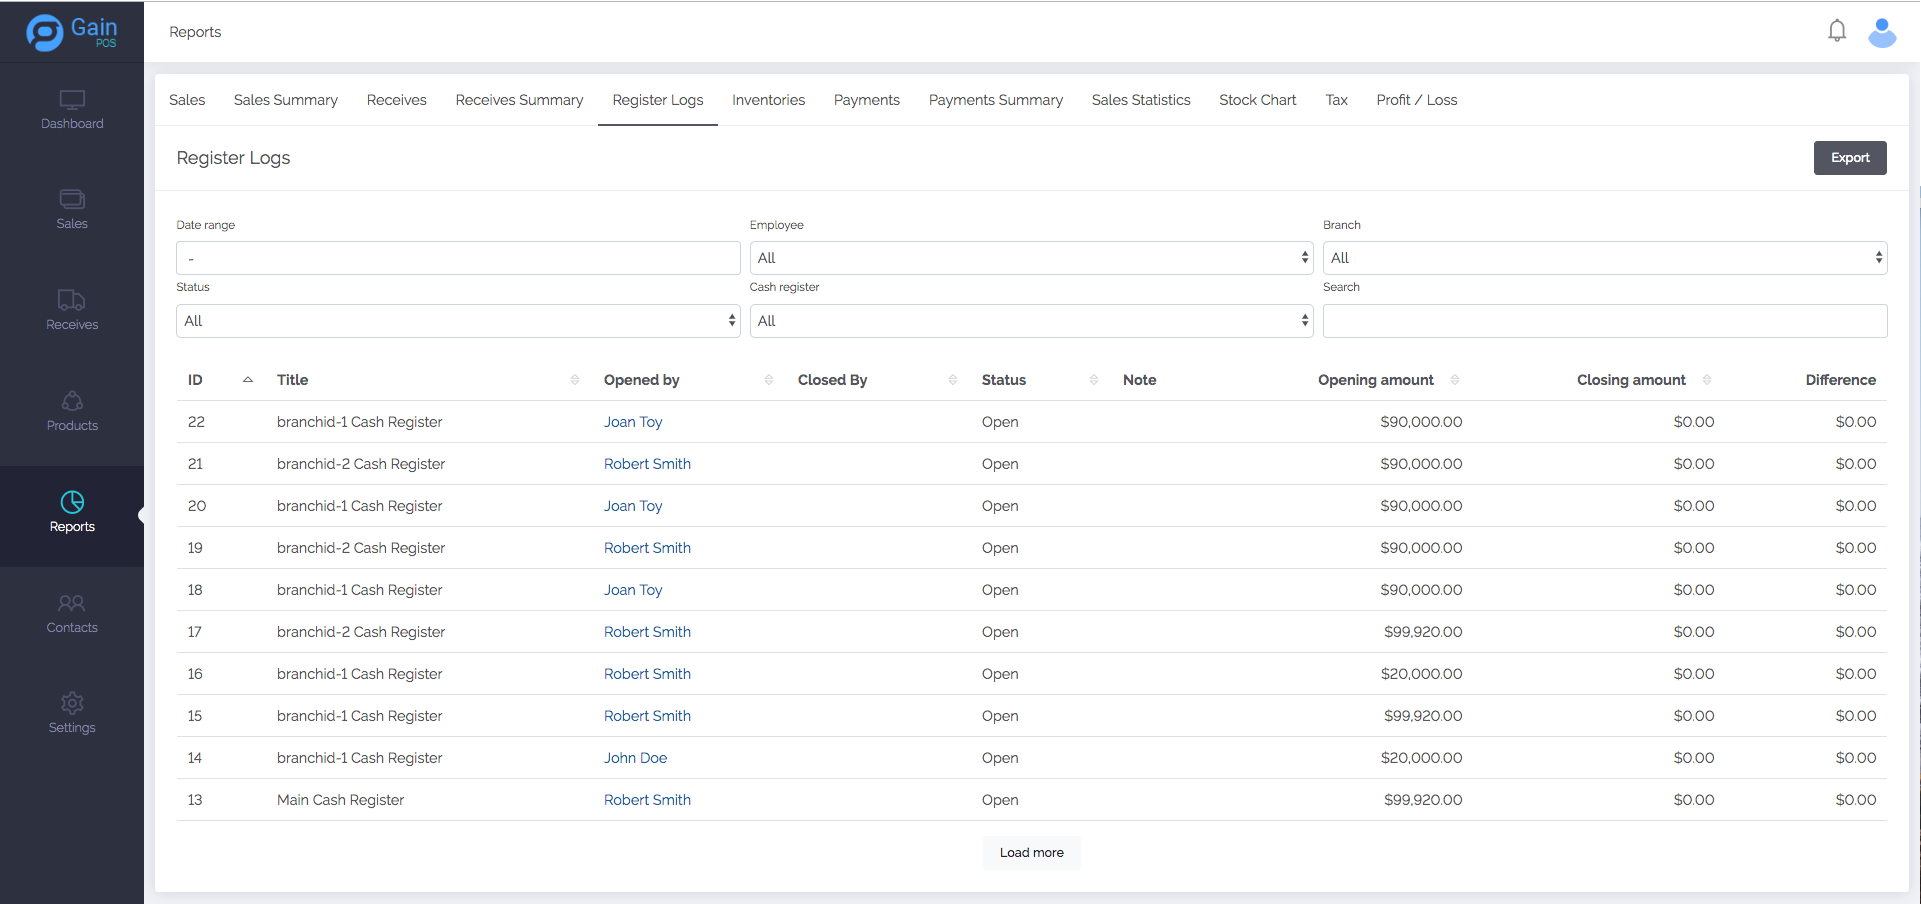 Gain
POS
Reports
Dashboard
Sales
Receives
Products
Reports
Contacts
Settings
Sales Sales Summary Receives Receives Summary Register Logs Inventories Payments Payments Summary Sales Statistics Stock Chart Tax Profit / Loss
Register Logs Export
Date range Employee Branch
- All All
Status Cash register Search
All All
ID Title Opened by Closed By Status Note Opening amount Closing amount Difference
22 branchid-1 Cash Register Joan Toy Open $90,000.00 $0.00 $0.00
21 branchid-2 Cash Register Robert Smith Open $90,000.00 $0.00 $0.00
20 branchid-1 Cash Register Joan Toy Open $90,000.00 $0.00 $0.00
19 branchid-2 Cash Register Robert Smith Open $90,000.00 $0.00 $0.00
18 branchid-1 Cash Register Joan Toy Open $90,000.00 $0.00 $0.00
17 branchid-2 Cash Register Robert Smith Open $99,920.00 $0.00 $0.00
16 branchid-1 Cash Register Robert Smith Open $20,000.00 $0.00 $0.00
15 branchid-1 Cash Register Robert Smith Open $99,920.00 $0.00 $0.00
14 branchid-1 Cash Register John Doe Open $20,000.00 $0.00 $0.00
13 Main Cash Register Robert Smith Open $99,920.00 $0.00 $0.00
Load more